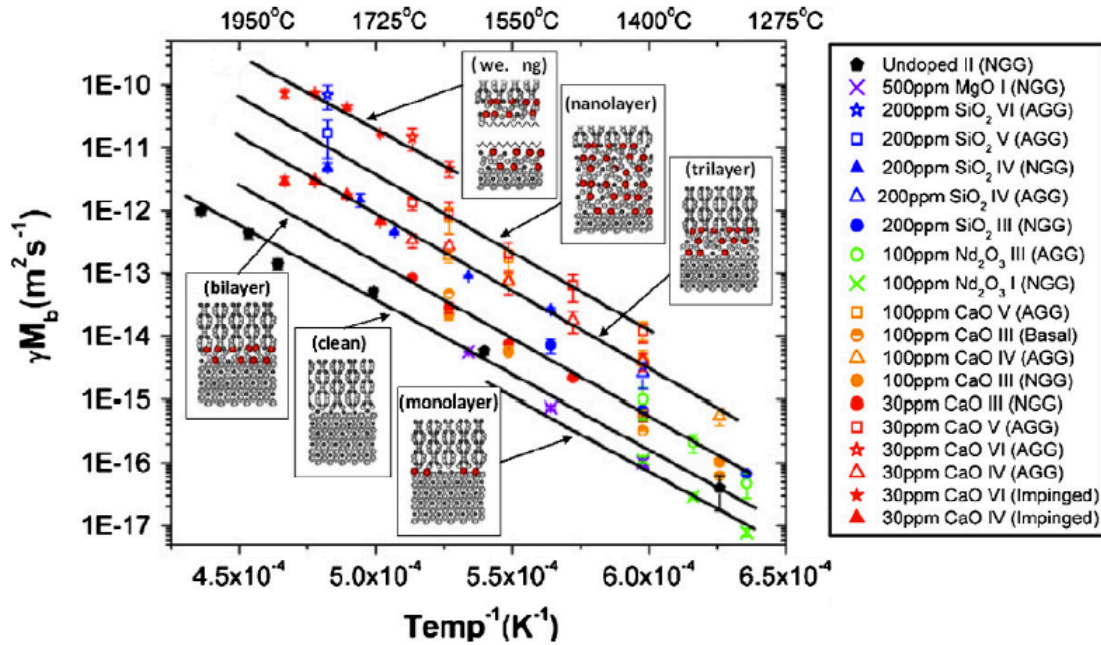 1950°C 1725°C 1550°C 1400°C 1275°C
γM_b(m²s⁻¹)
1E-10
1E-11
1E-12
1E-13
1E-14
1E-15
1E-16
1E-17
(we. ng)
(nanolayer)
(trilayer)
(bilayer)
(clean)
(monolayer)
4.5x10⁻⁴ 5.0x10⁻⁴ 5.5x10⁻⁴ 6.0x10⁻⁴ 6.5x10⁻⁴
Temp⁻¹(K⁻¹)
Undoped II (NGG)
500ppm MgO I (NGG)
200ppm SiO₂ VI (AGG)
200ppm SiO₂ V (AGG)
200ppm SiO₂ IV (NGG)
200ppm SiO₂ IV (AGG)
200ppm SiO₂ III (NGG)
100ppm Nd₂O₃ III (AGG)
100ppm Nd₂O₃ I (NGG)
100ppm CaO V (AGG)
100ppm CaO III (Basal)
100ppm CaO IV (AGG)
100ppm CaO III (NGG)
30ppm CaO III (NGG)
30ppm CaO V (AGG)
30ppm CaO VI (AGG)
30ppm CaO IV (AGG)
30ppm CaO VI (Impinged)
30ppm CaO IV (Impinged)